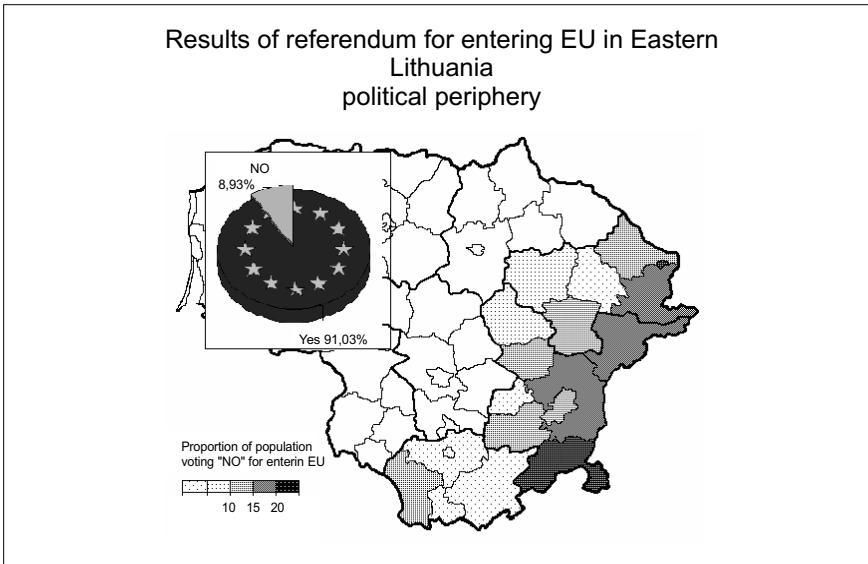 Results of referendum for entering EU in Eastern
Lithuania
political periphery
NO
8,93%
Yes 91,03%
Proportion of population
voting "NO" for enterin EU
10 15 20